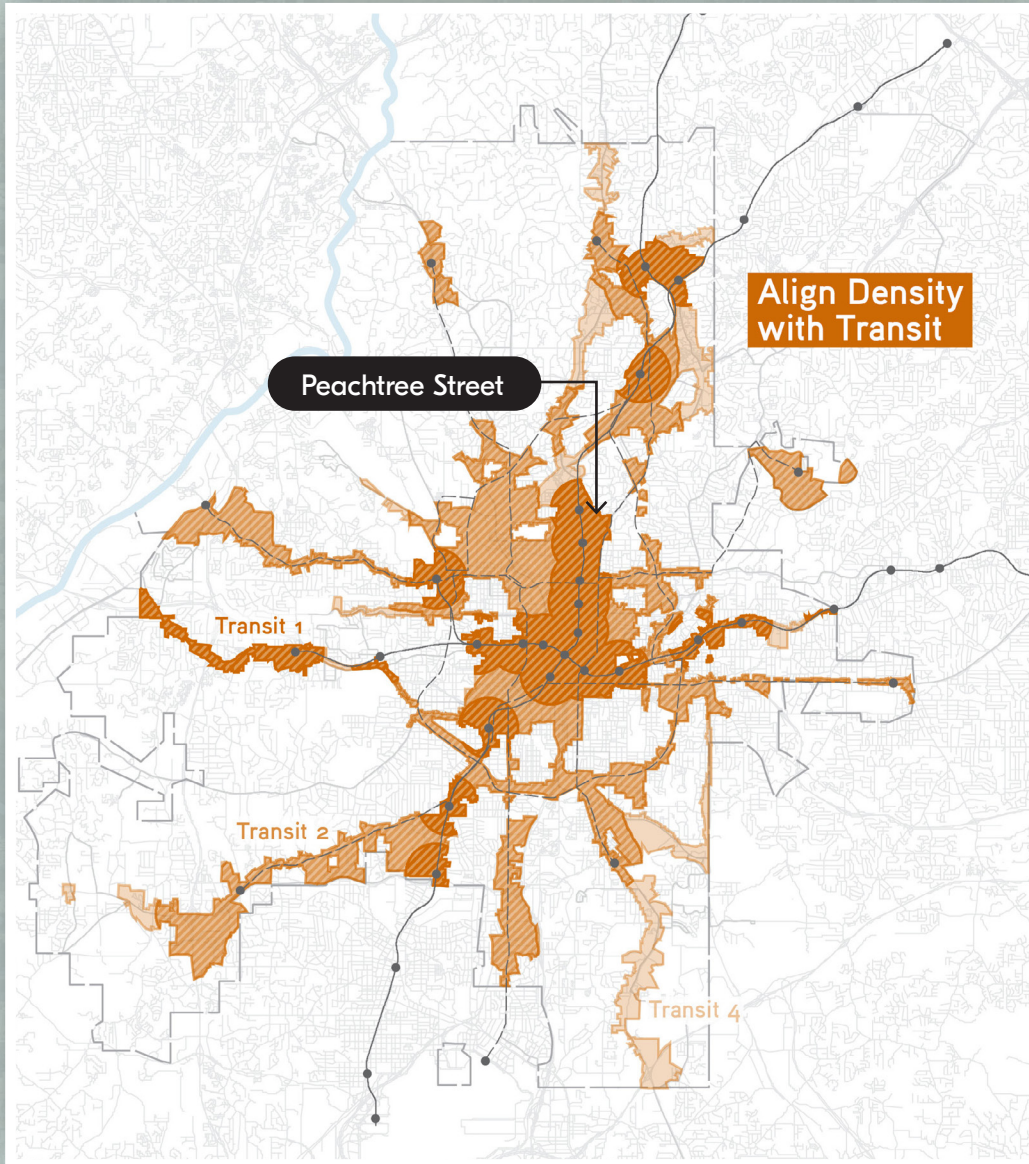 Align Density
with Transit
Peachtree Street
Transit 1
Transit 2
Transit 4